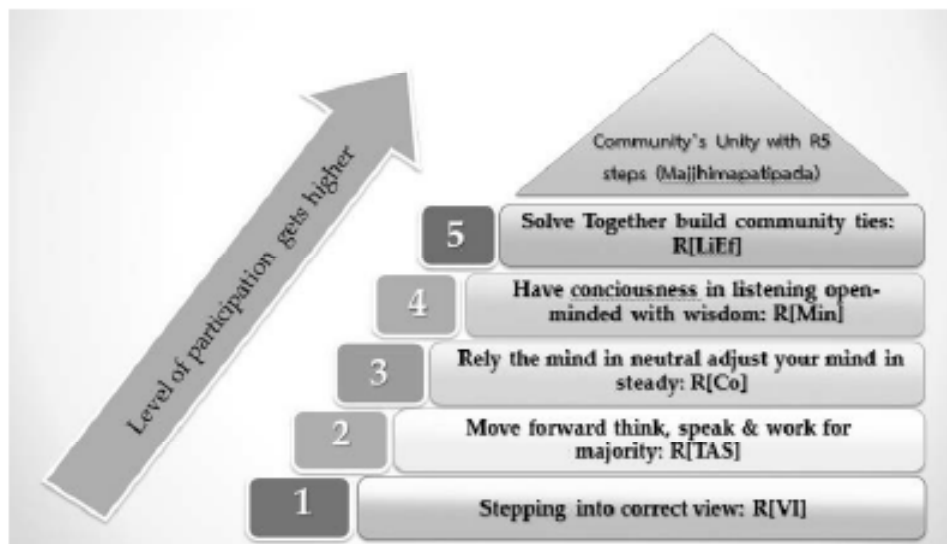 Level of participation gets higher
Community's Unity with R5
steps (Majjhimapatipada)
5
Solve Together build community ties:
R[LiEf]
4
Have conciousness in listening open-
minded with wisdom: R[Min]
3
Rely the mind in neutral adjust your mind in
steady: R[Co]
2
Move forward think, speak & work for
majority: R[TAS]
1
Stepping into correct view: R[VI]